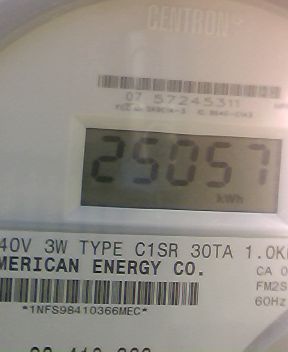 CENTRON
07 57245311
25057
kWh
40V 3W TYPE C1SR 30TA 1.0K
MERICAN ENERGY CO.
CA 0
FM2S
60Hz
*1NFS98410366MEC*